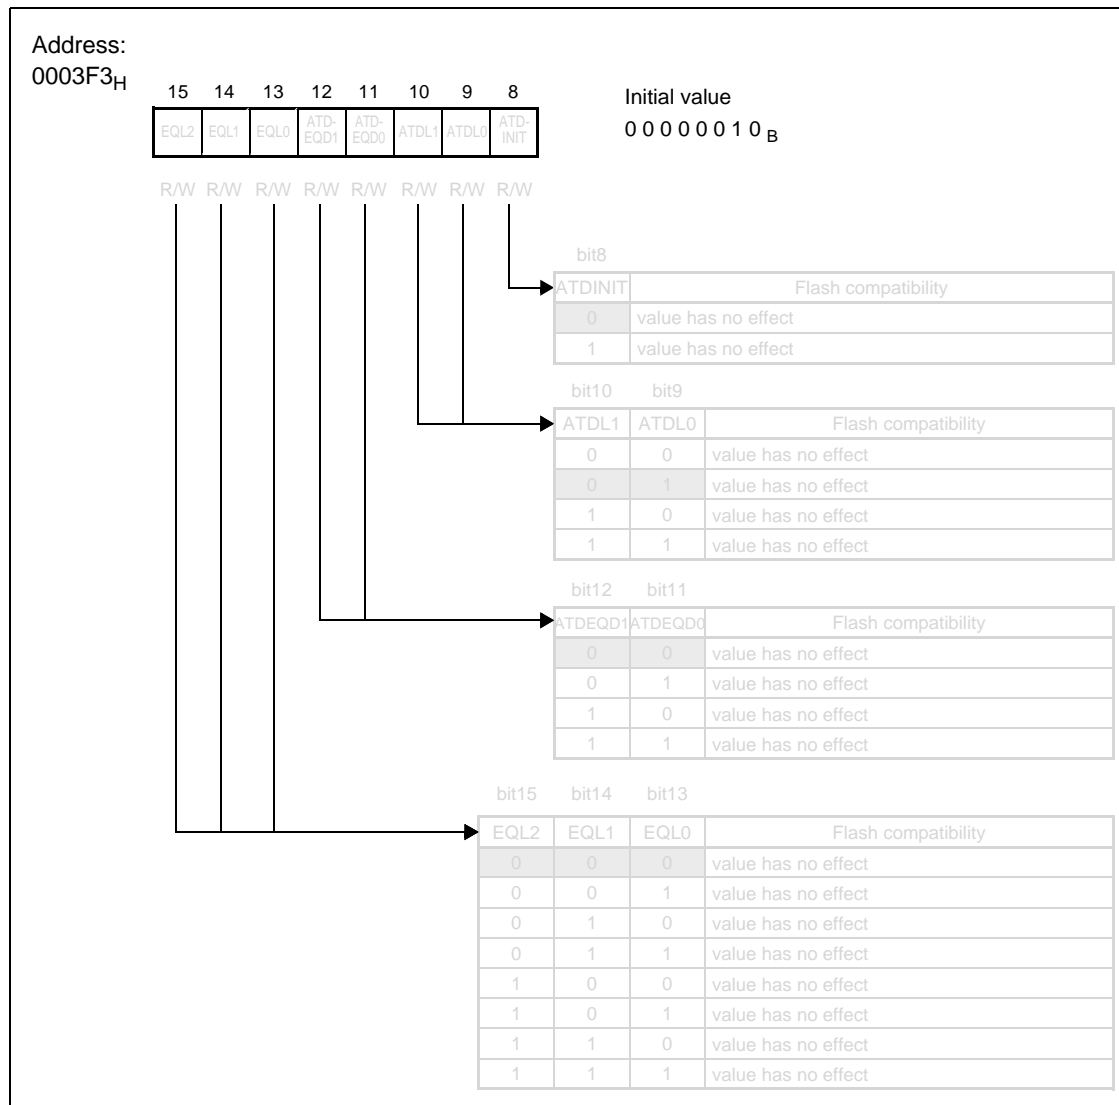 Address:
0003F3H
15 14 13 12 11 10 9 8
Initial value
0 0 0 0 0 0 1 0 B
EQL2 EQL1 EQL0 ATD-EQD1 ATD-EQD0 ATDL1 ATDL0 ATD-INIT
R/W R/W R/W R/W R/W R/W R/W R/W
bit8
ATDINIT Flash compatibility
0 value has no effect
1 value has no effect
bit10 bit9
ATDL1 ATDL0 Flash compatibility
0 0 value has no effect
0 1 value has no effect
1 0 value has no effect
1 1 value has no effect
bit12 bit11
ATDEQD1 ATDEQD0 Flash compatibility
0 0 value has no effect
0 1 value has no effect
1 0 value has no effect
1 1 value has no effect
bit15 bit14 bit13
EQL2 EQL1 EQL0 Flash compatibility
0 0 0 value has no effect
0 0 1 value has no effect
0 1 0 value has no effect
0 1 1 value has no effect
1 0 0 value has no effect
1 0 1 value has no effect
1 1 0 value has no effect
1 1 1 value has no effect